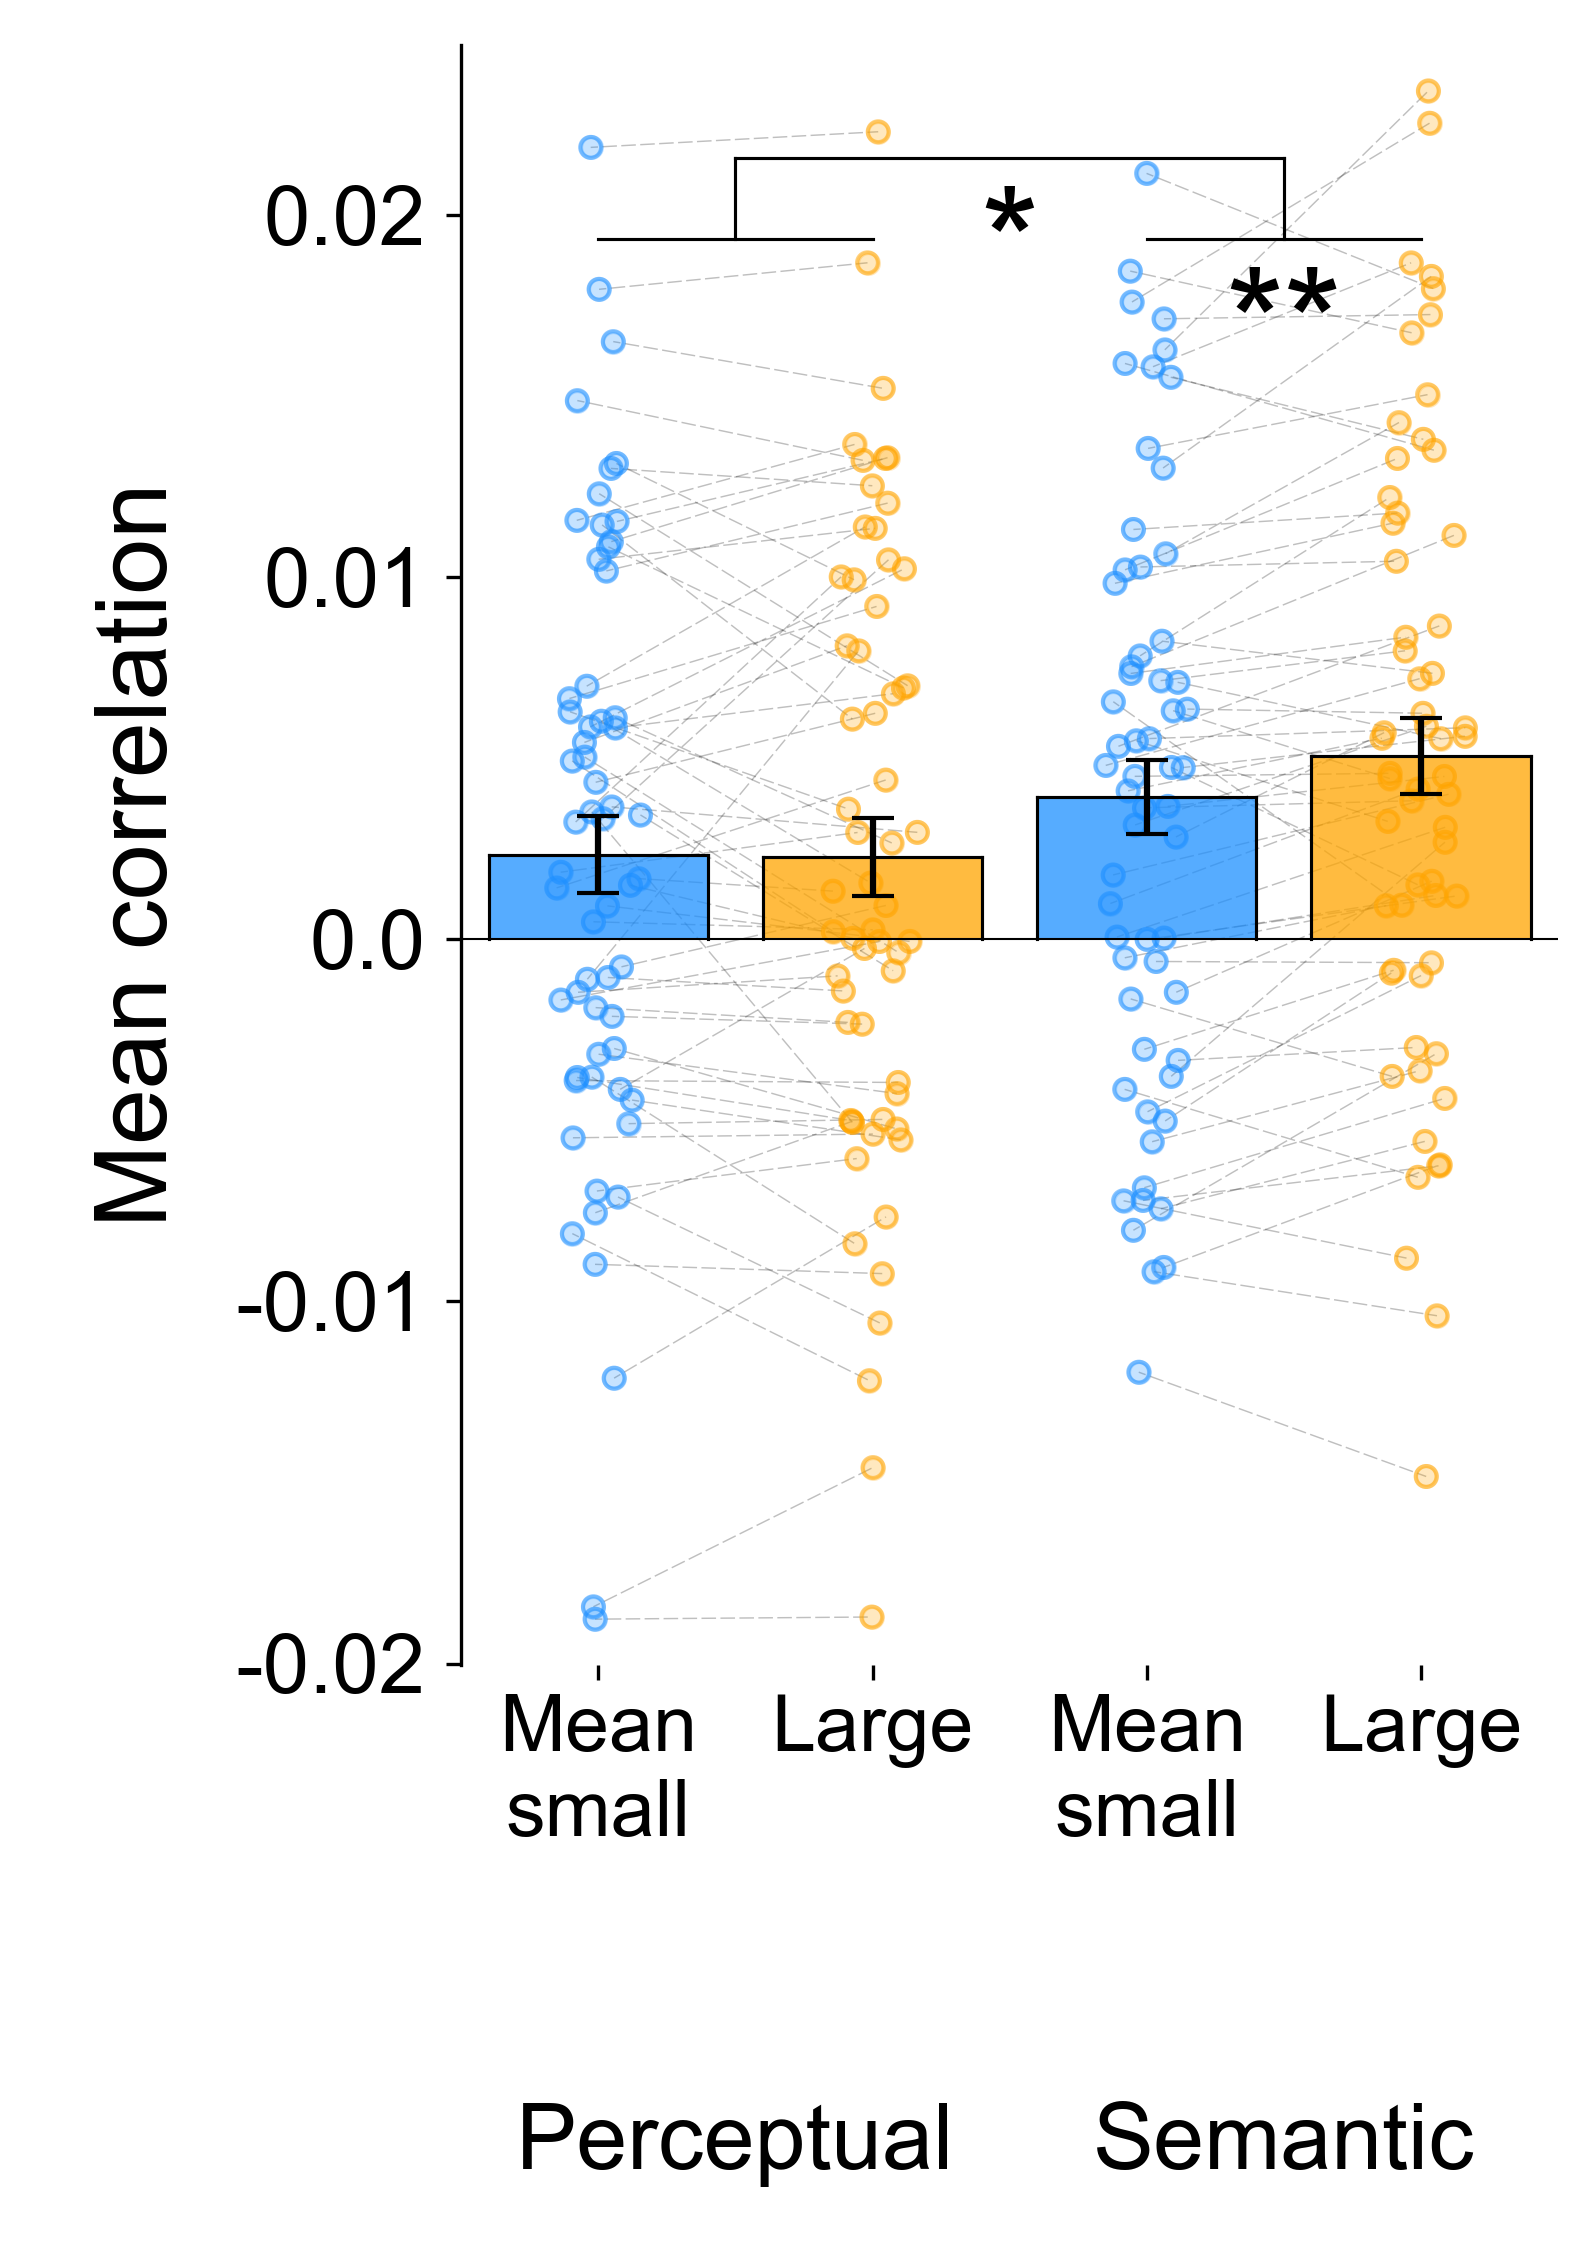 Mean correlation
0.02
0.01
0.0
-0.01
-0.02
*
**
Mean
small
Large
Mean
small
Large
Perceptual
Semantic